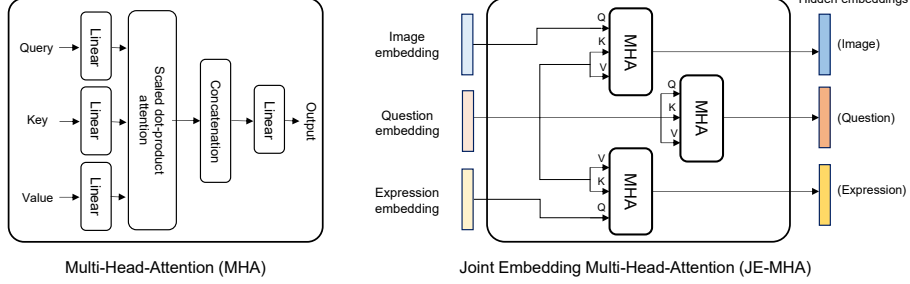 Query
Key
Value
Linear
Linear
Linear
Scaled dot-product
attention
Concatenation
Linear
Output
Multi-Head-Attention (MHA)
Hidden embeddings
Image
embedding
Question
embedding
Expression
embedding
Q
K
V
MHA
Q
K
V
MHA
V
K
Q
MHA
(Image)
(Question)
(Expression)
Joint Embedding Multi-Head-Attention (JE-MHA)